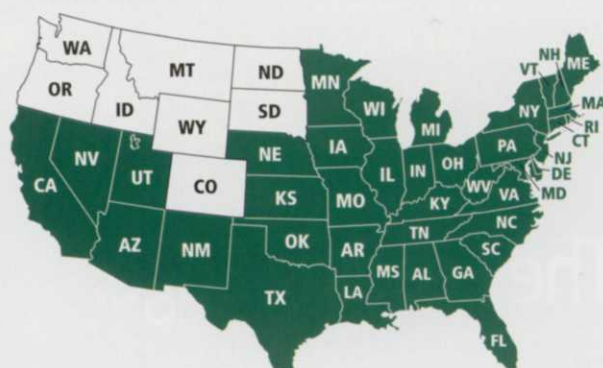 WA
MT
ND
MN
OR
ID
SD
WI
WY
MI
VT
NH
ME
NY
MA
RI
CT
NV
UT
NE
IA
IL
IN
OH
PA
NJ
DE
MD
CA
CO
KS
MO
KY
WV
VA
AZ
NM
OK
AR
TN
NC
SC
The
TX
LA
MS
AL
GA
FL